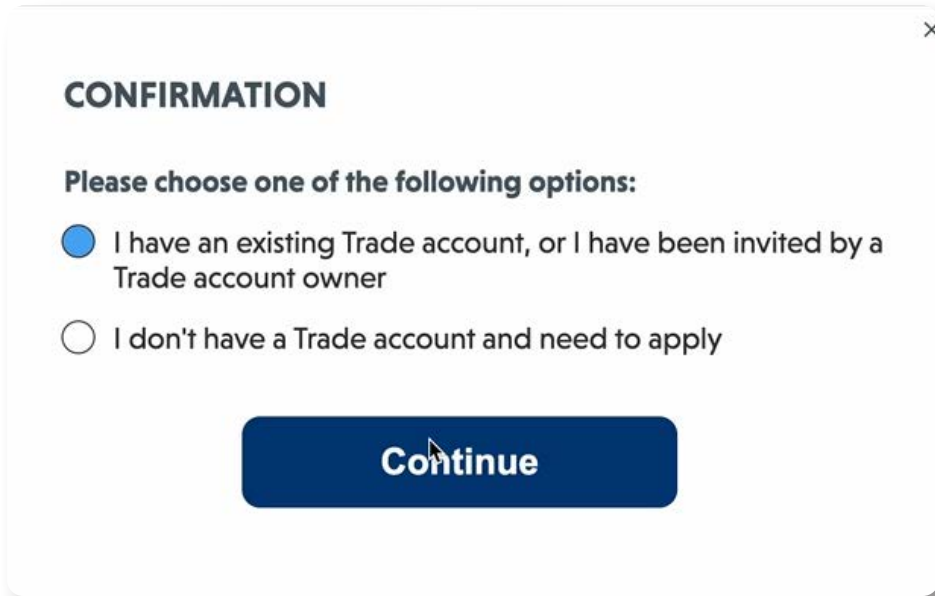 CONFIRMATION
Please choose one of the following options:
I have an existing Trade account, or I have been invited by a
Trade account owner
I don't have a Trade account and need to apply
Continue